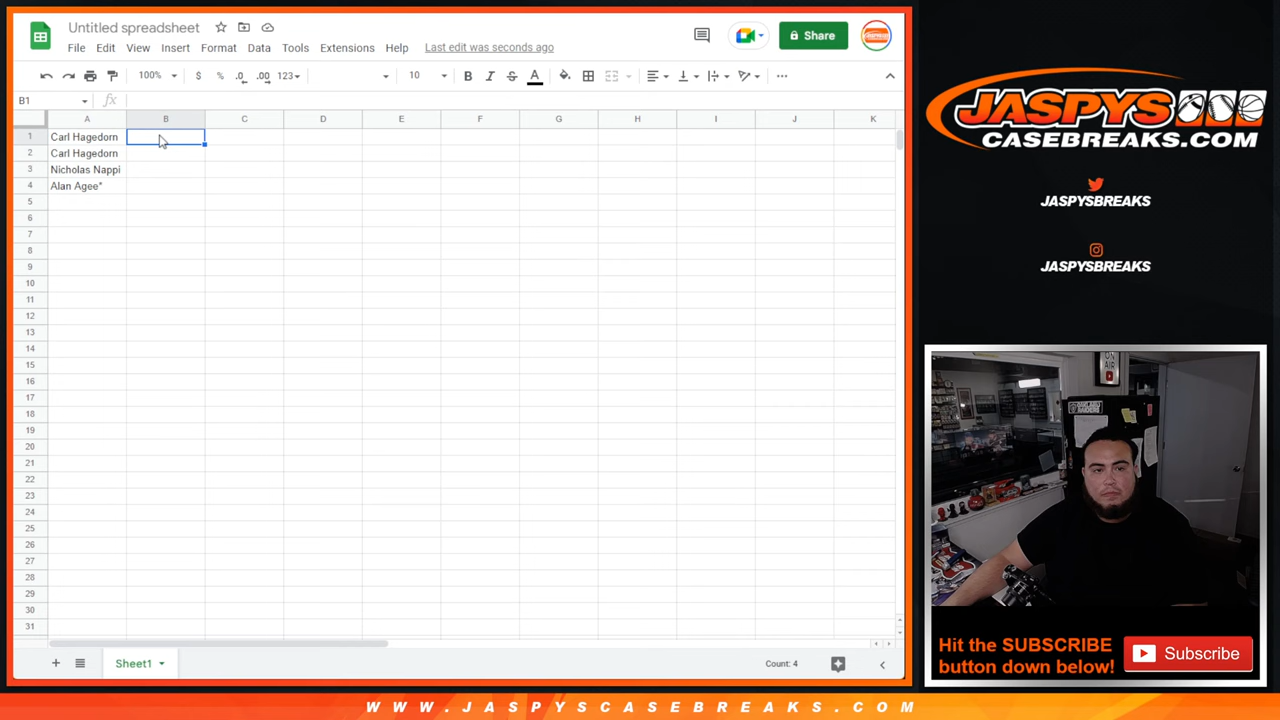 Untitled spreadsheet
File Edit View Insert Format Data Tools Extensions Help Last edit was seconds ago
Share
100% $ % .0 .00 123 10 B I S A
B1 fx
A B C D E F G H I J K
1 Carl Hagedorn
2 Carl Hagedorn
3 Nicholas Nappi
4 Alan Agee*
5
6
7
8
9
10
11
12
13
14
15
16
17
18
19
20
21
22
23
24
25
26
27
28
29
30
31
Sheet1
Count: 4
JASPYS
CASEBREAKS.COM
JASPYSBREAKS
JASPYSBREAKS
ON AIR
Hit the SUBSCRIBE
button down below!
Subscribe
WWW.JASPYSCASEBREAKS.COM